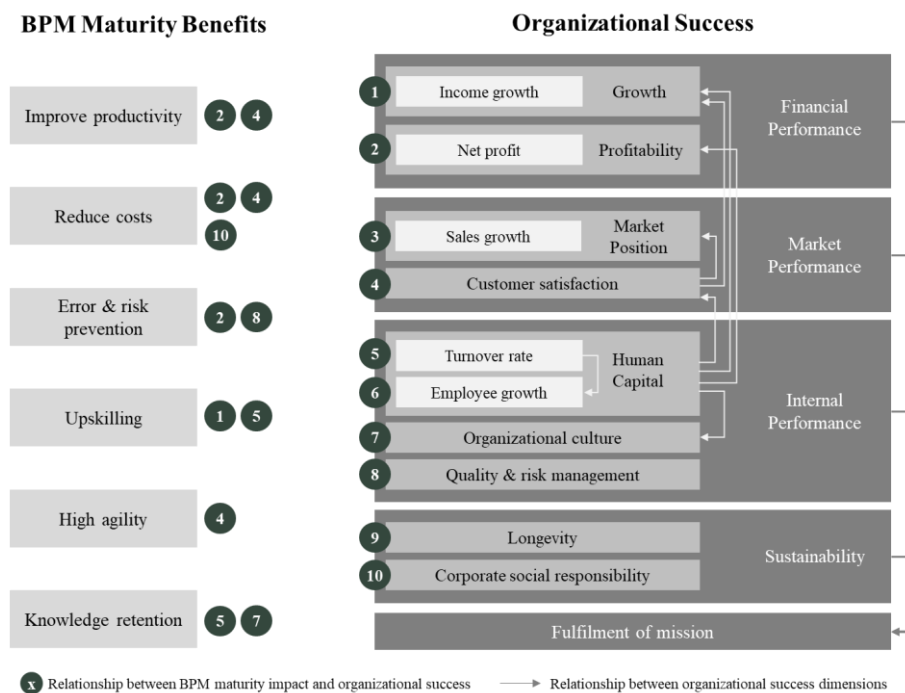 BPM Maturity Benefits
Organizational Success
Improve productivity
2 4
Reduce costs
2 4
10
Error & risk
prevention
2 8
Upskilling
1 5
High agility
4
Knowledge retention
5 7
1 Income growth Growth
2 Net profit Profitability
Financial
Performance
3 Sales growth Market
Position
4 Customer satisfaction
Market
Performance
5 Turnover rate
6 Employee growth
Human
Capital
7 Organizational culture
8 Quality & risk management
Internal
Performance
9 Longevity
10 Corporate social responsibility
Sustainability
Fulfilment of mission
x Relationship between BPM maturity impact and organizational success
Relationship between organizational success dimensions